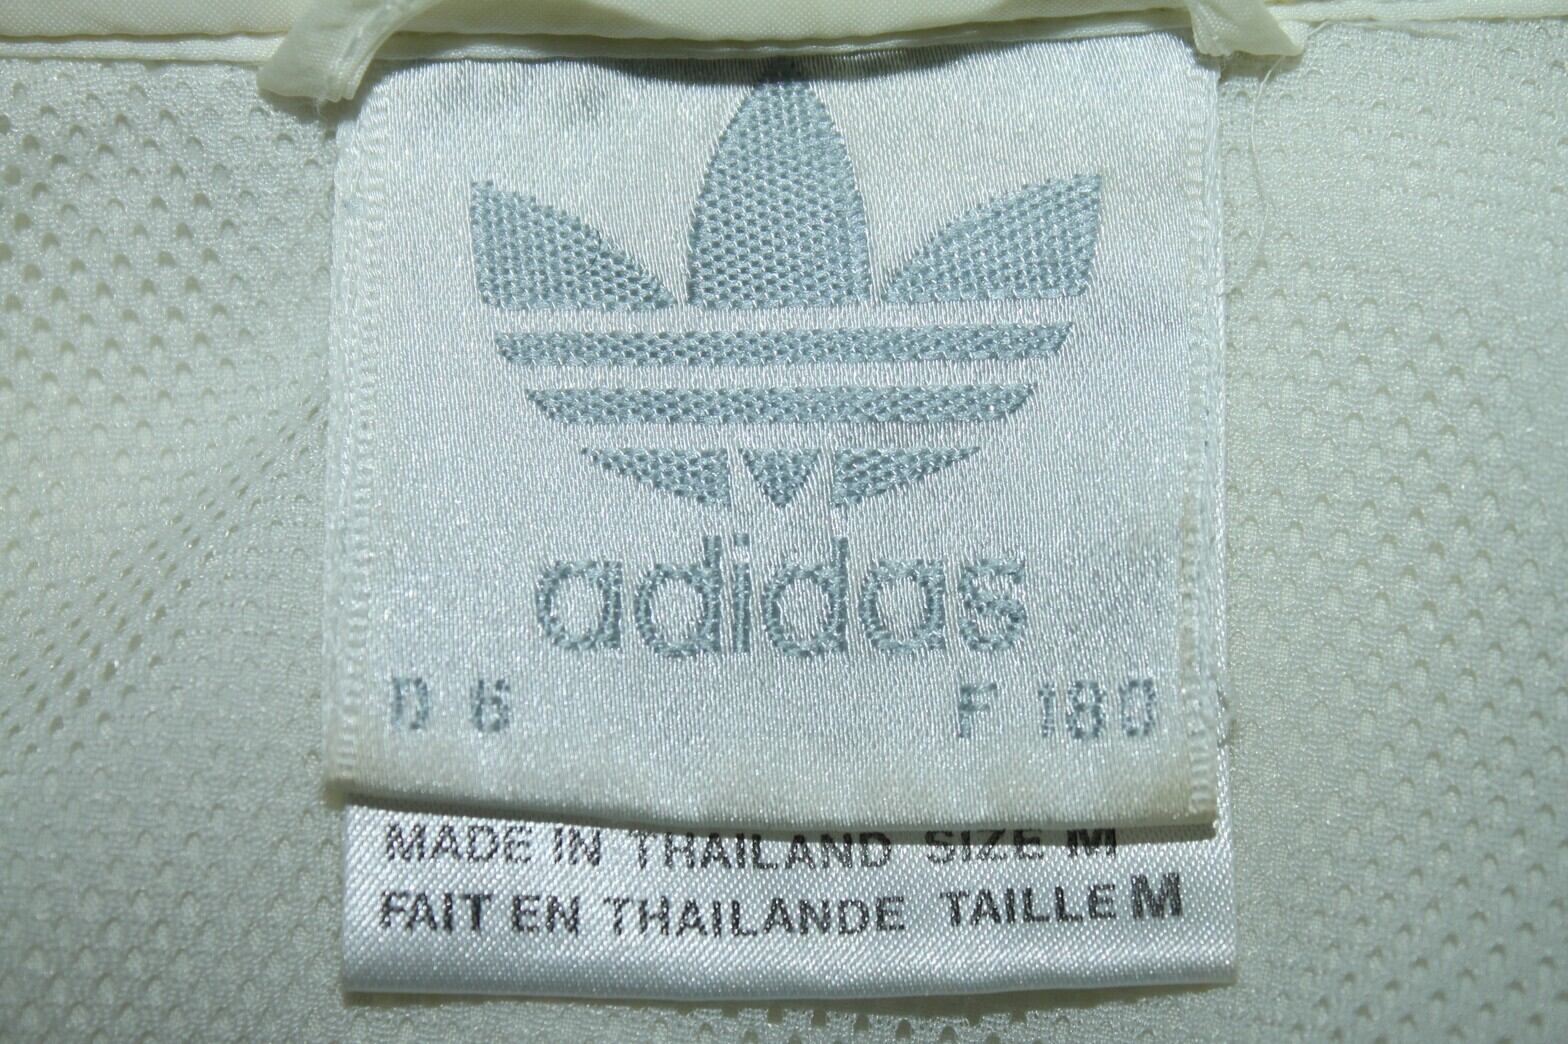 adidas
D 6 F 180
MADE IN THAILAND SIZE M
FAIT EN THAILANDE TAILLE M